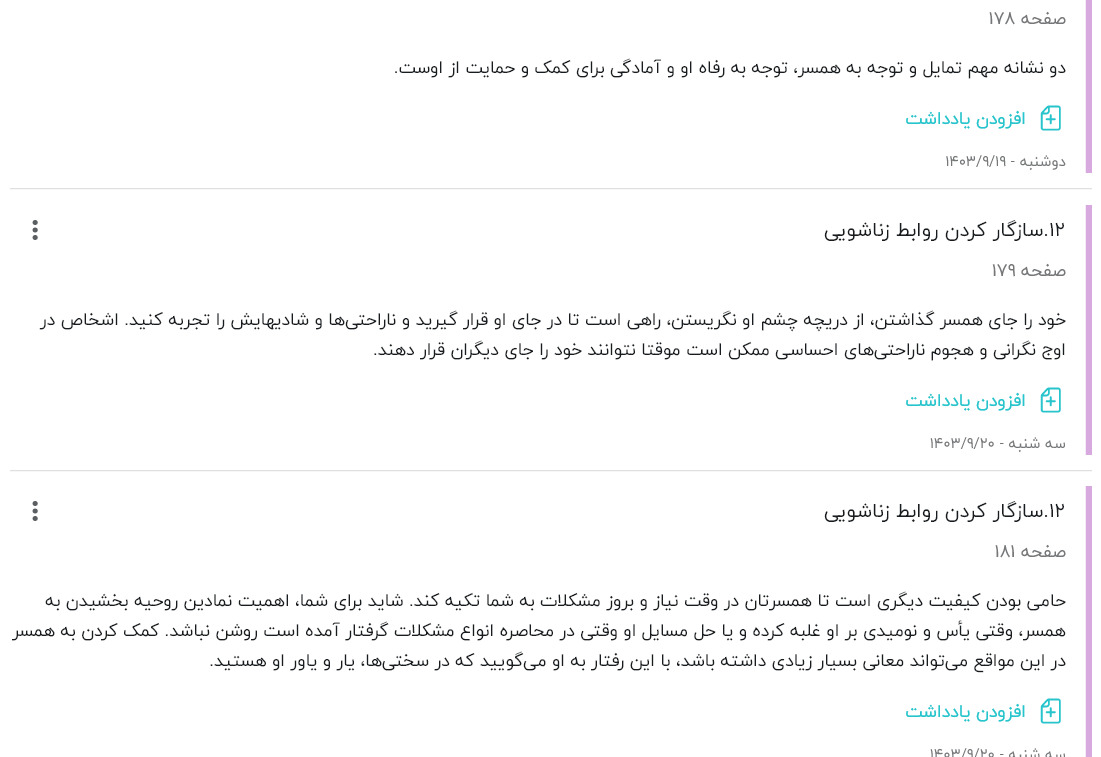 صفحه ۱۷۸
دو نشانه مهم تمایل و توجه به همسر، توجه به رفاه او و آمادگی برای کمک و حمایت از اوست.
افزودن یادداشت
دوشنبه - ۱۴۰۳/۹/۱۹
۱۲.سازگار کردن روابط زناشویی
صفحه ۱۷۹
خود را جای همسر گذاشتن، از دریچه چشم او نگریستن، راهی است تا در جای او قرار گیرید و ناراحتی‌ها و شادیهایش را تجربه کنید. اشخاص در
اوج نگرانی و هجوم ناراحتی‌های احساسی ممکن است موقتا نتوانند خود را جای دیگران قرار دهند.
افزودن یادداشت
سه شنبه - ۱۴۰۳/۹/۲۰
۱۲.سازگار کردن روابط زناشویی
صفحه ۱۸۱
حامی بودن کیفیت دیگری است تا همسرتان در وقت نیاز و بروز مشکلات به شما تکیه کند. شاید برای شما، اهمیت نمادین روحیه بخشیدن به
همسر، وقتی یأس و نومیدی بر او غلبه کرده و یا حل مسایل او وقتی در محاصره انواع مشکلات گرفتار آمده است روشن نباشد. کمک کردن به همسر
در این مواقع می‌تواند معانی بسیار زیادی داشته باشد، با این رفتار به او می‌گویید که در سختی‌ها، یار و یاور او هستید.
افزودن یادداشت
سه شنبه - ۱۴۰۳/۹/۲۰